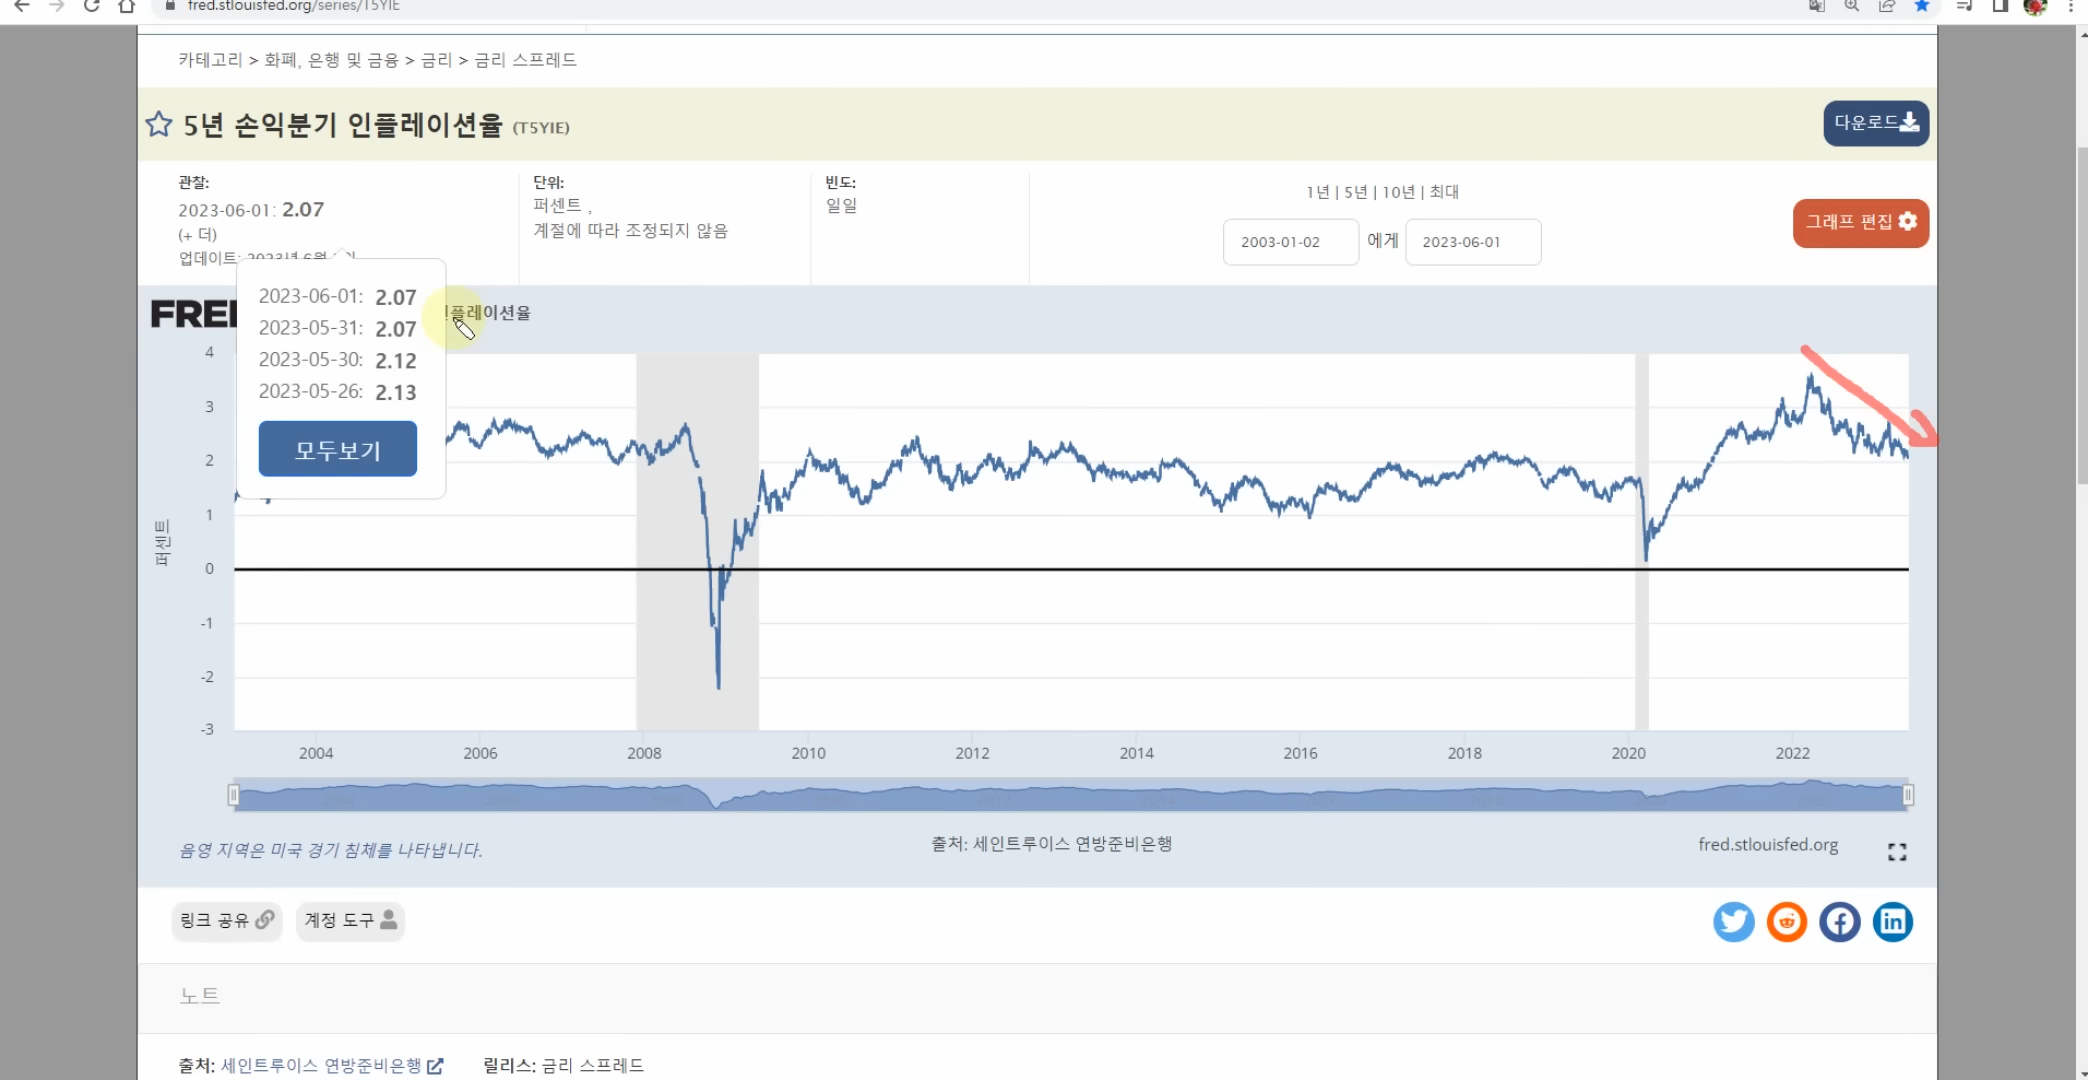 fred.stlouisfed.org/series/T5YIE
카테고리 > 화폐, 은행 및 금융 > 금리 > 금리 스프레드
5년 손익분기 인플레이션율 (T5YIE)
다운로드
관찰:
2023-06-01: 2.07
(+ 더)
업데이트:
단위:
퍼센트 ,
계절에 따라 조정되지 않음
빈도:
일일
1년 | 5년 | 10년 | 최대
2003-01-02 에게 2023-06-01
그래프 편집
2023-06-01: 2.07
2023-05-31: 2.07
2023-05-30: 2.12
2023-05-26: 2.13
모두보기
플레이션율
퍼센트
4
3
2
1
0
-1
-2
-3
2004 2006 2008 2010 2012 2014 2016 2018 2020 2022
음영 지역은 미국 경기 침체를 나타냅니다.
출처: 세인트루이스 연방준비은행
fred.stlouisfed.org
링크 공유
계정 도구
노트
출처: 세인트루이스 연방준비은행
릴리스: 금리 스프레드